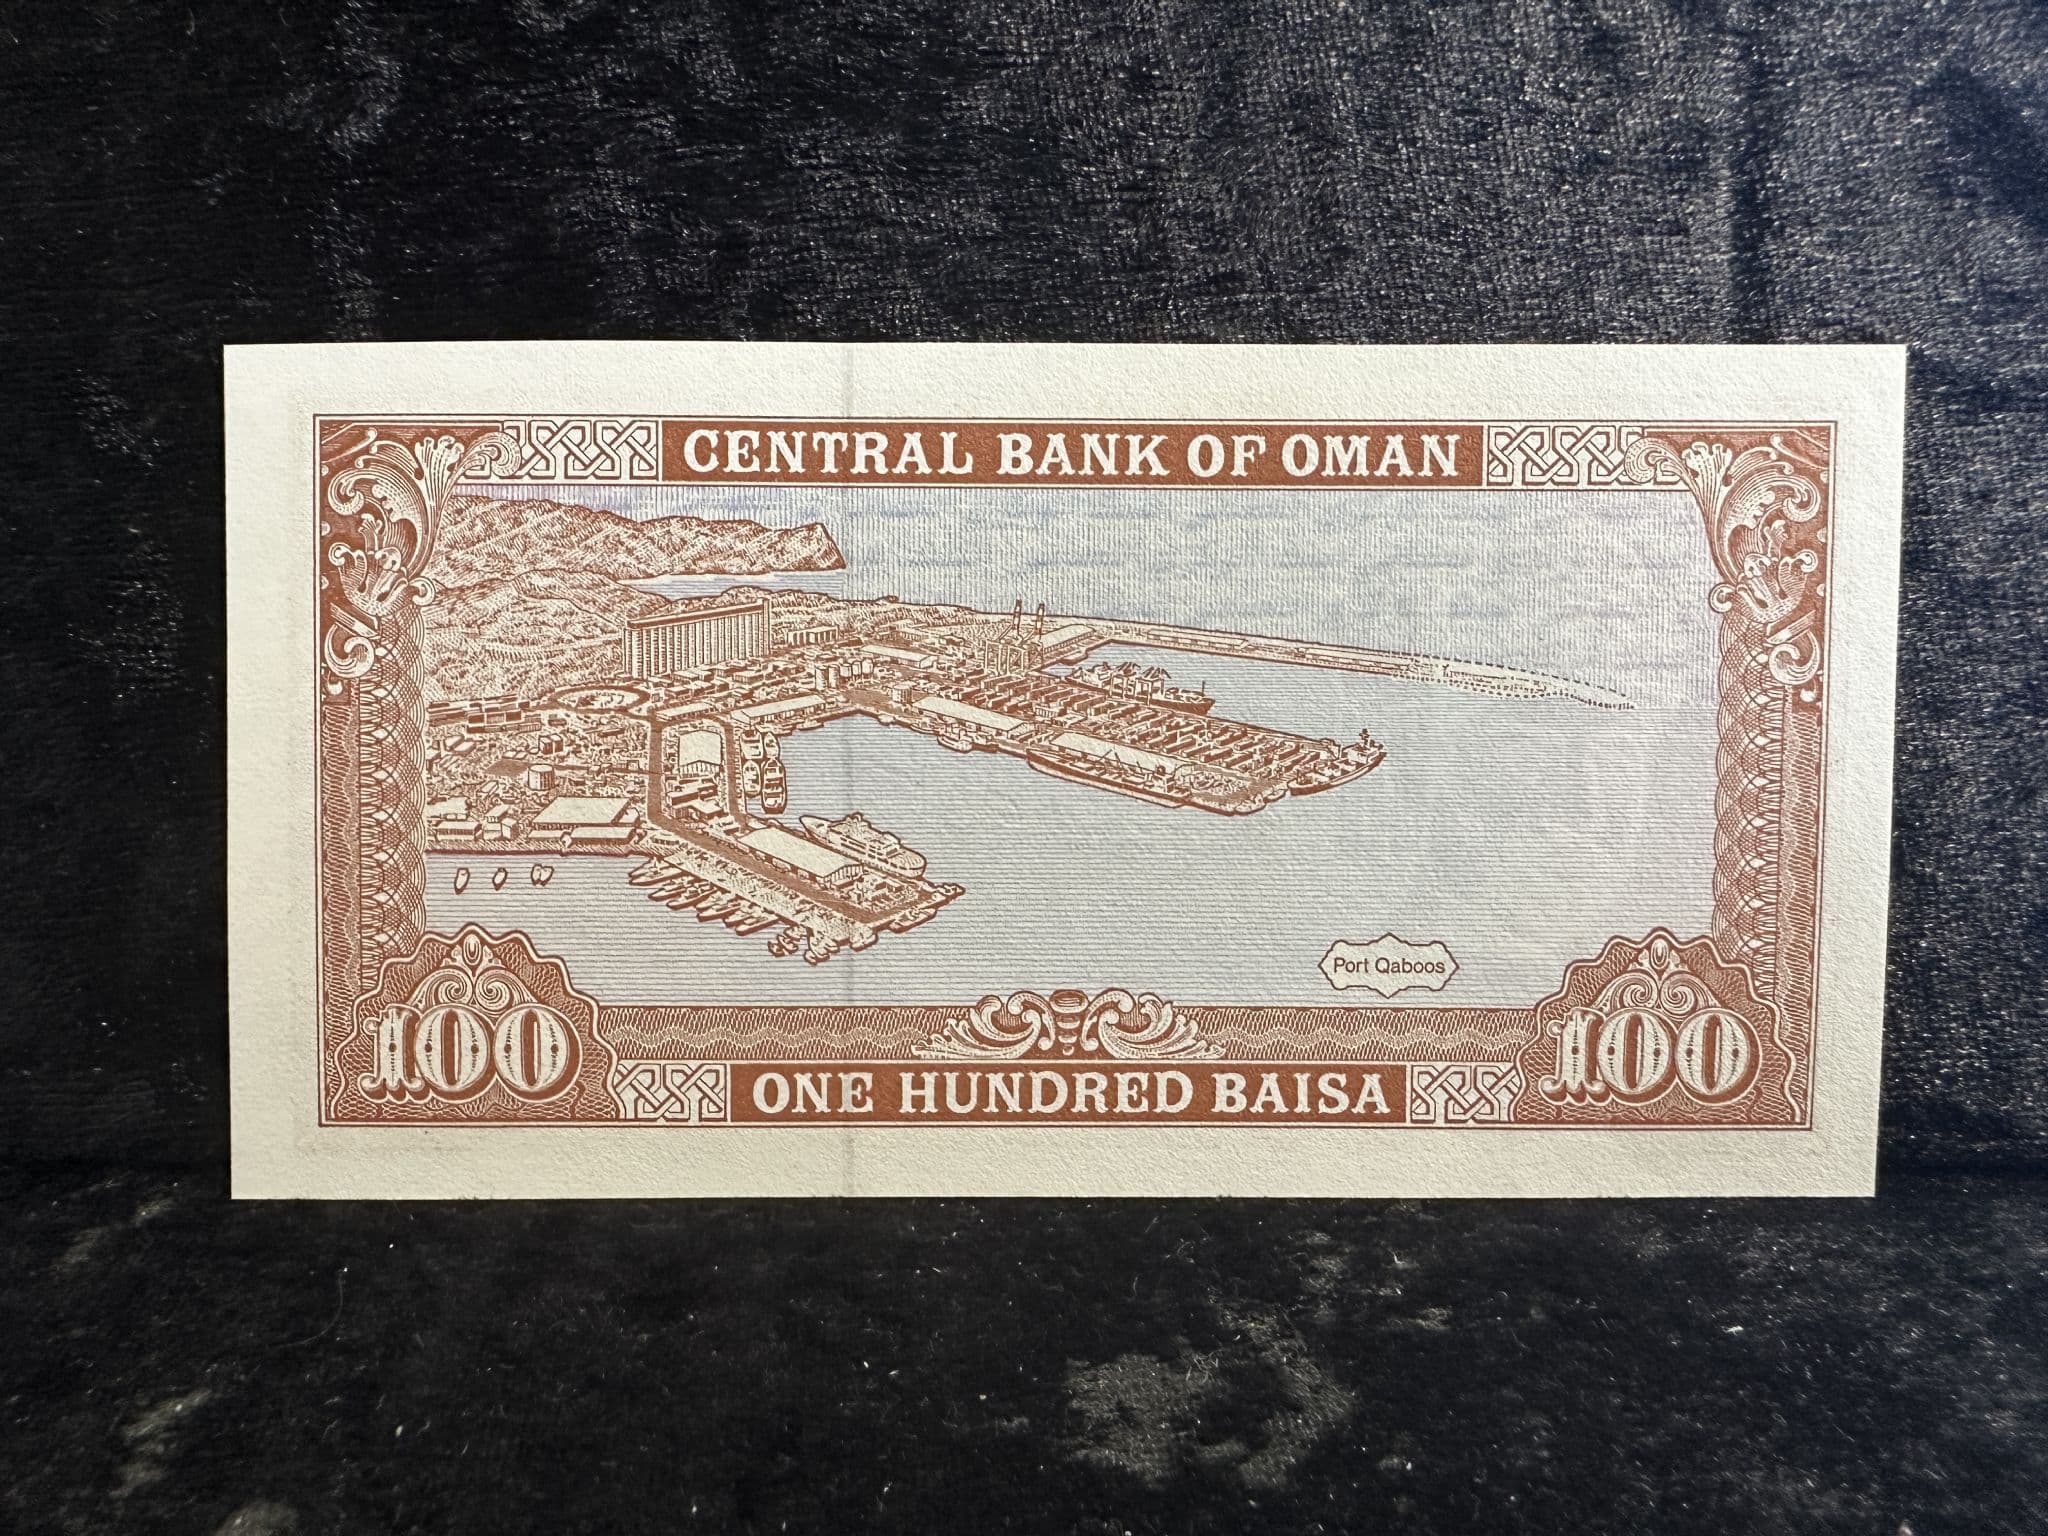 CENTRAL BANK OF OMAN
Port Qaboos
100
100
ONE HUNDRED BAISA